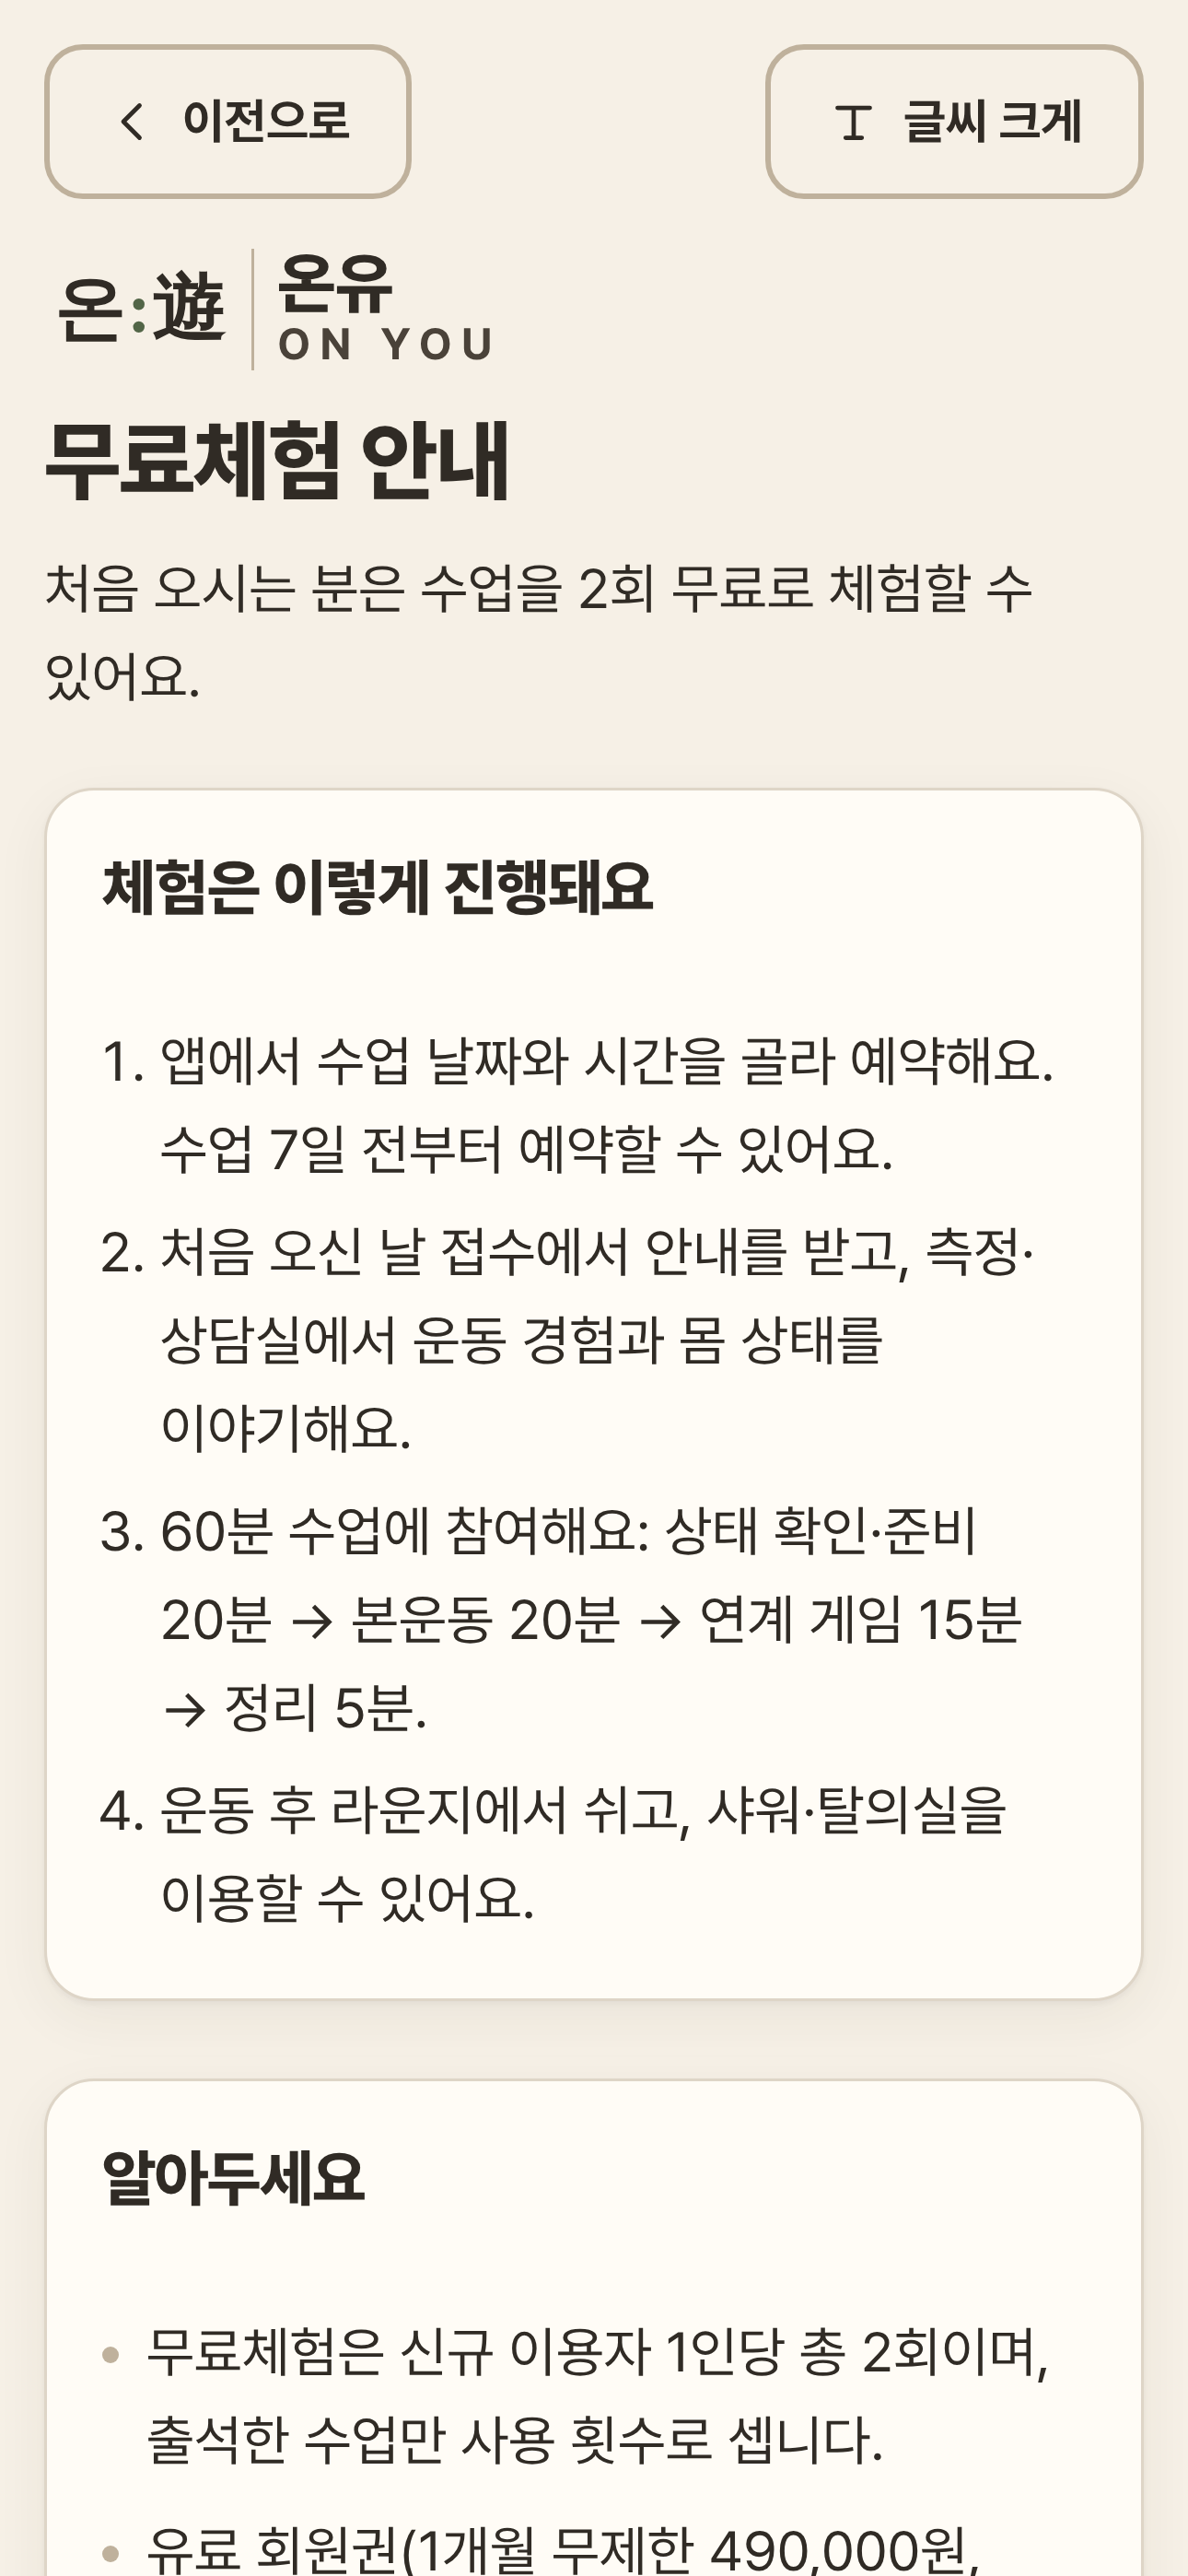 이전으로
글씨 크게
온:遊
온유
ON YOU
무료체험 안내
처음 오시는 분은 수업을 2회 무료로 체험할 수
있어요.
체험은 이렇게 진행돼요
1. 앱에서 수업 날짜와 시간을 골라 예약해요.
수업 7일 전부터 예약할 수 있어요.
2. 처음 오신 날 접수에서 안내를 받고, 측정·
상담실에서 운동 경험과 몸 상태를
이야기해요.
3. 60분 수업에 참여해요: 상태 확인·준비
20분 → 본운동 20분 → 연계 게임 15분
→ 정리 5분.
4. 운동 후 라운지에서 쉬고, 샤워·탈의실을
이용할 수 있어요.
알아두세요
• 무료체험은 신규 이용자 1인당 총 2회이며,
출석한 수업만 사용 횟수로 셉니다.
• 유료 회원권(1개월 무제한 490,000원,